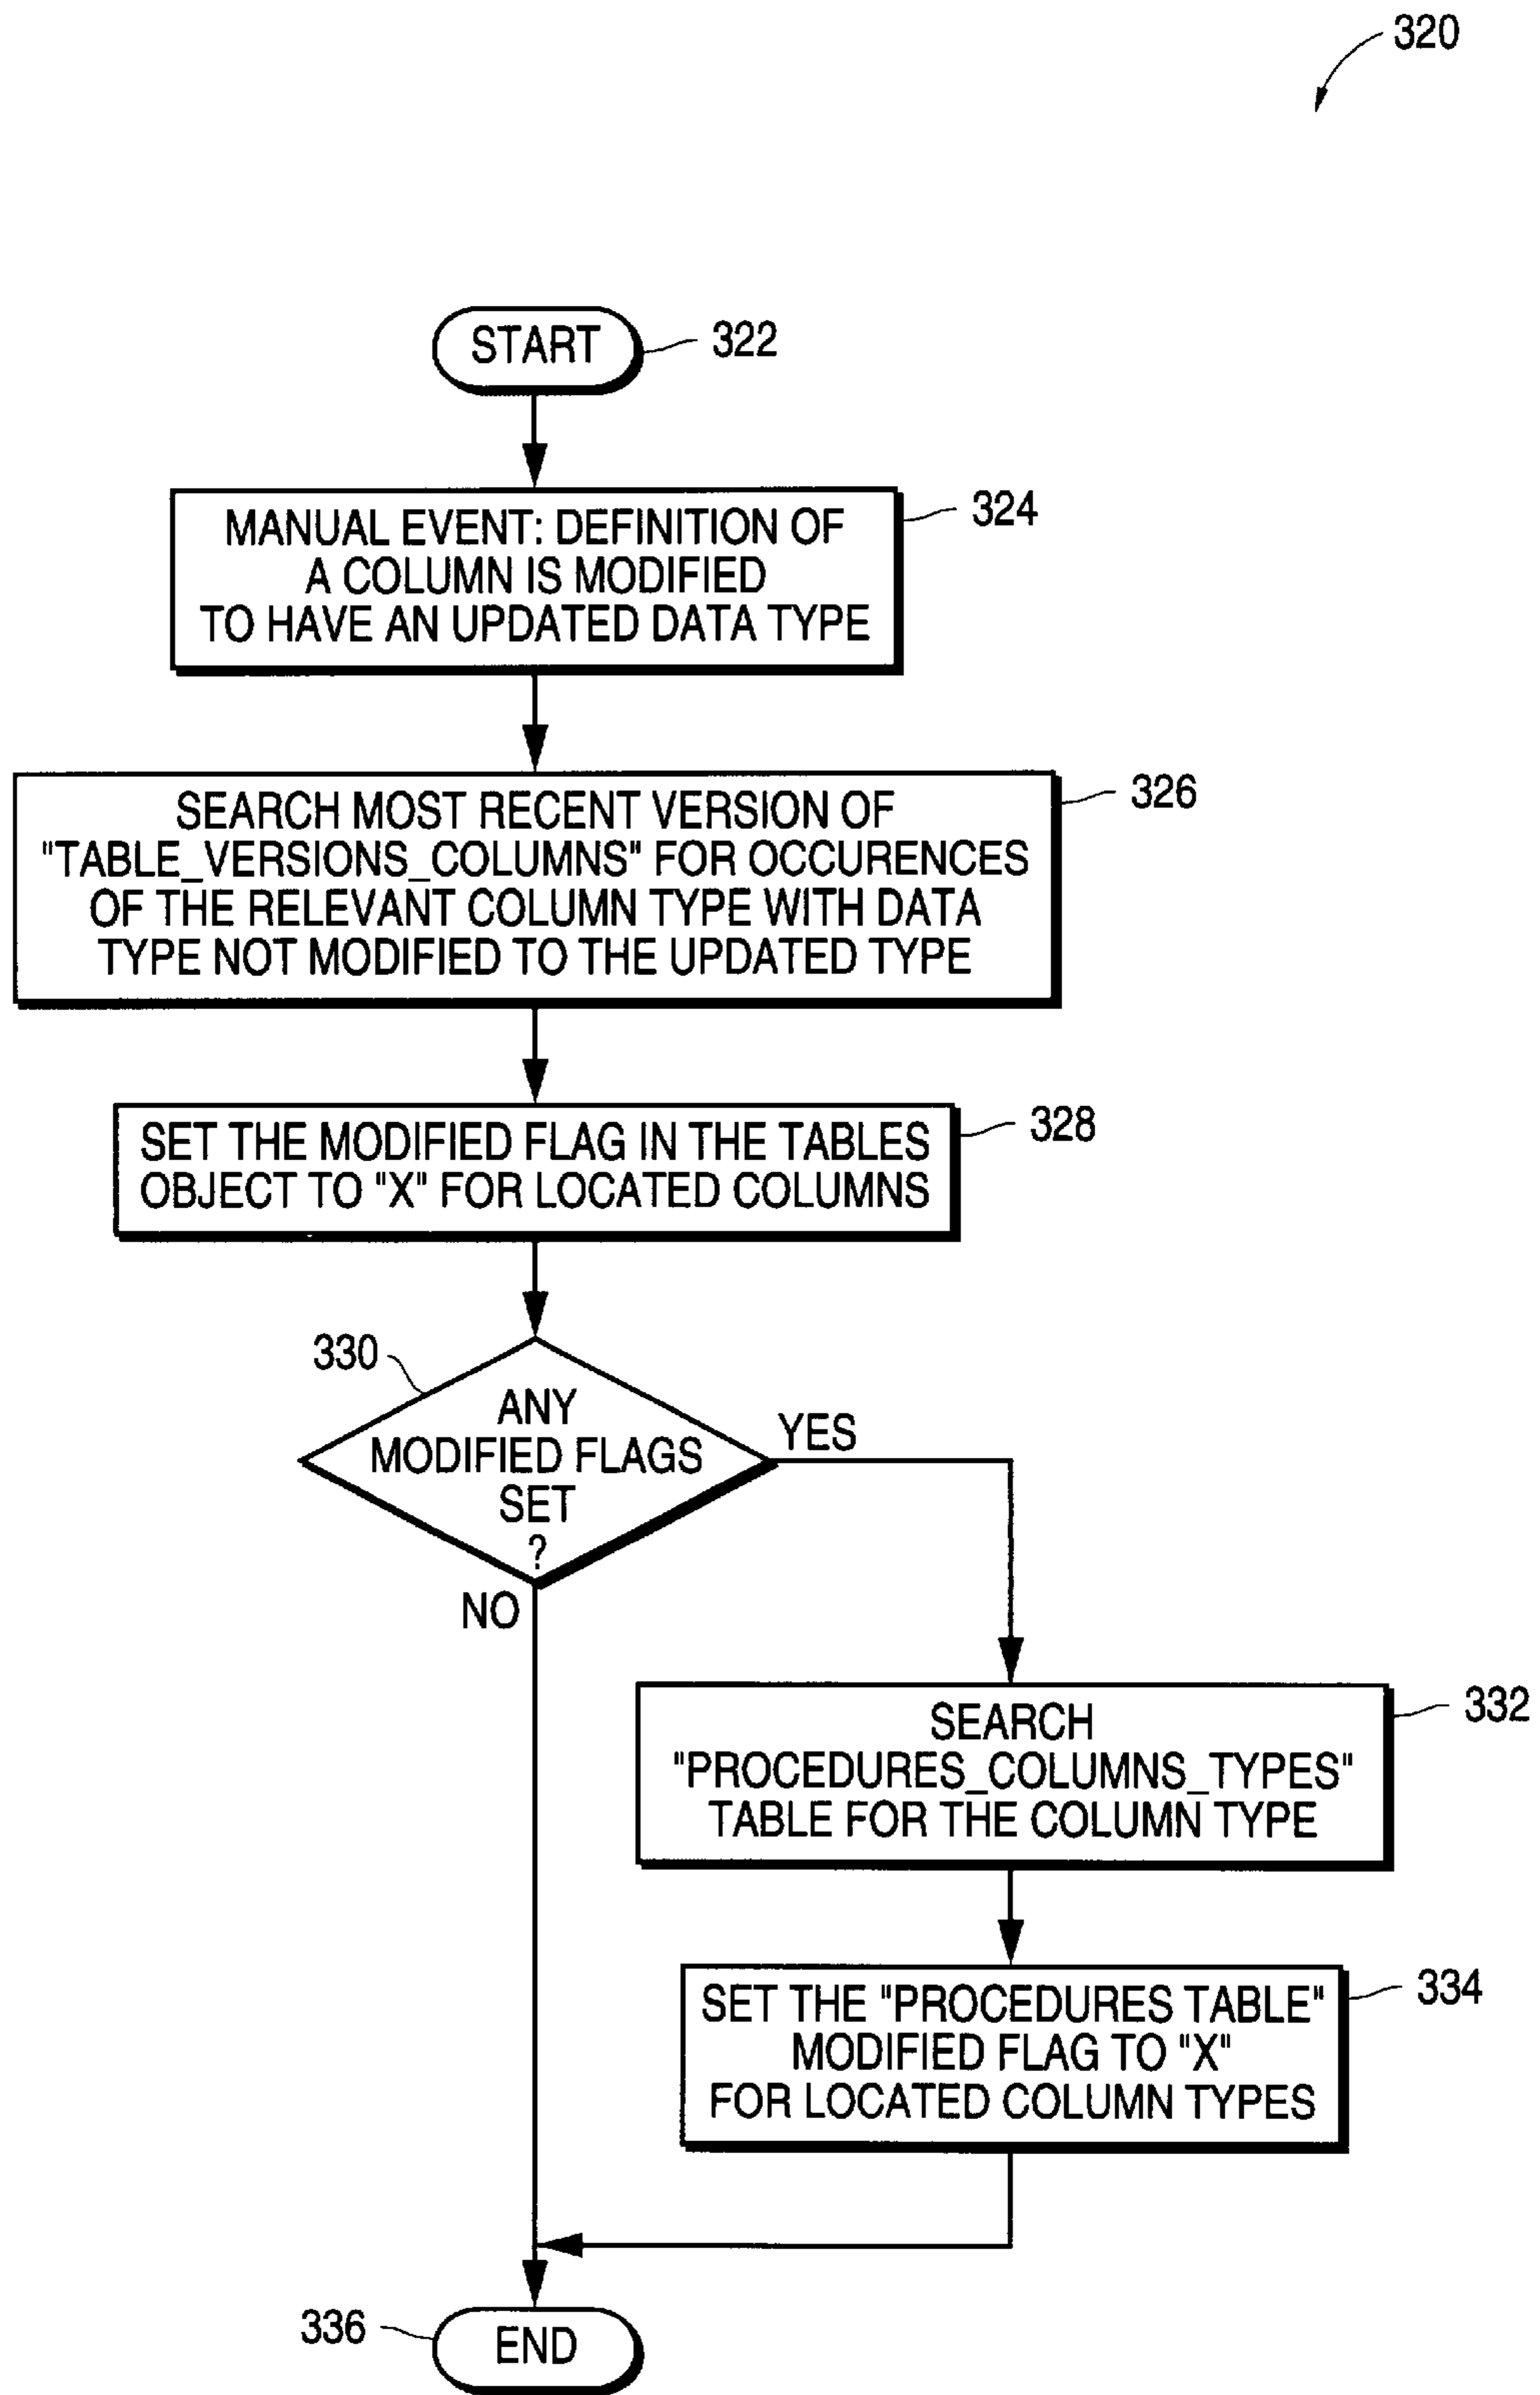 320
START
322
MANUAL EVENT: DEFINITION OF
A COLUMN IS MODIFIED
TO HAVE AN UPDATED DATA TYPE
324
SEARCH MOST RECENT VERSION OF
"TABLE_VERSIONS_COLUMNS" FOR OCCURENCES
OF THE RELEVANT COLUMN TYPE WITH DATA
TYPE NOT MODIFIED TO THE UPDATED TYPE
326
SET THE MODIFIED FLAG IN THE TABLES
OBJECT TO "X" FOR LOCATED COLUMNS
328
330
ANY
MODIFIED FLAGS
SET
?
YES
NO
SEARCH
"PROCEDURES_COLUMNS_TYPES"
TABLE FOR THE COLUMN TYPE
332
SET THE "PROCEDURES TABLE"
MODIFIED FLAG TO "X"
FOR LOCATED COLUMN TYPES
334
336
END